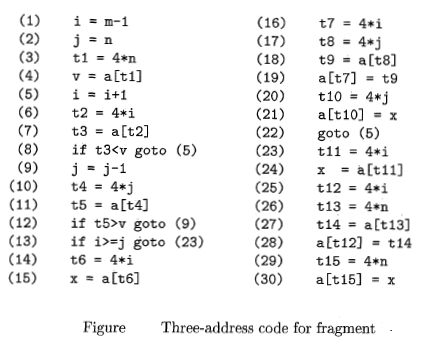 (1) i = m-1
(2) j = n
(3) t1 = 4*n
(4) v = a[t1]
(5) i = i+1
(6) t2 = 4*i
(7) t3 = a[t2]
(8) if t3<v goto (5)
(9) j = j-1
(10) t4 = 4*j
(11) t5 = a[t4]
(12) if t5>v goto (9)
(13) if i>=j goto (23)
(14) t6 = 4*i
(15) x = a[t6]
(16) t7 = 4*i
(17) t8 = 4*j
(18) t9 = a[t8]
(19) a[t7] = t9
(20) t10 = 4*j
(21) a[t10] = x
(22) goto (5)
(23) t11 = 4*i
(24) x = a[t11]
(25) t12 = 4*i
(26) t13 = 4*n
(27) t14 = a[t13]
(28) a[t12] = t14
(29) t15 = 4*n
(30) a[t15] = x
Figure Three-address code for fragment